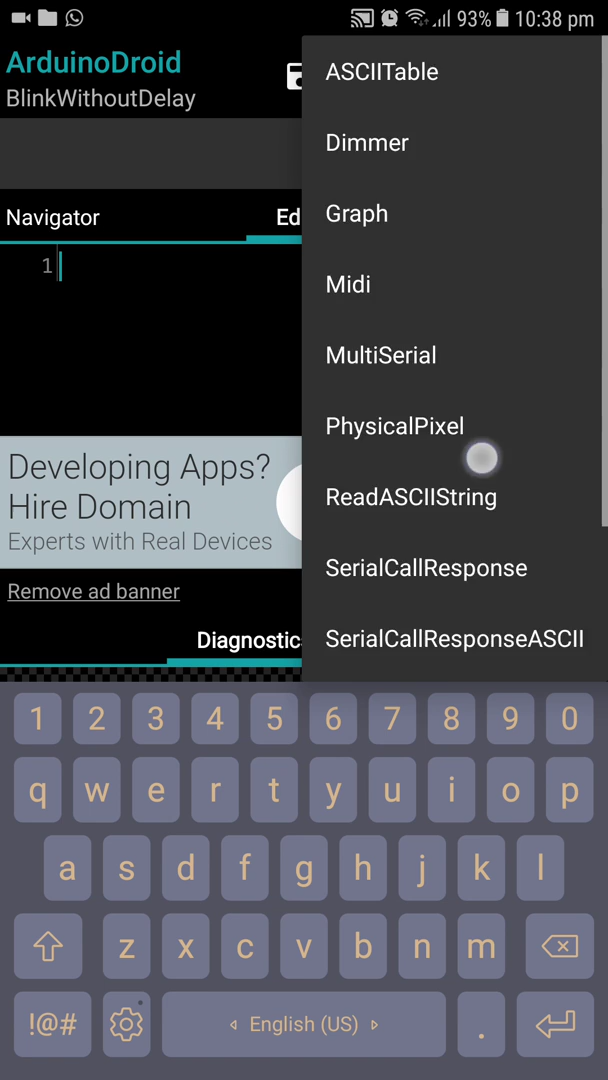 93% 10:38 pm
ArduinoDroid
BlinkWithoutDelay
Navigator
Ed
1
ASCIITable
Dimmer
Graph
Midi
MultiSerial
PhysicalPixel
ReadASCIIString
SerialCallResponse
SerialCallResponseASCII
Developing Apps?
Hire Domain
Experts with Real Devices
Remove ad banner
Diagnostic
1 2 3 4 5 6 7 8 9 0
q w e r t y u i o p
a s d f g h j k l
z x c v b n m
!@# English (US) .